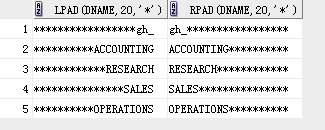 LPAD(DNAME,20,'*') RPAD(DNAME,20,'*')
1 *****************gh_ gh_*****************
2 **********ACCOUNTING ACCOUNTING**********
3 ************RESEARCH RESEARCH************
4 ***************SALES SALES***************
5 **********OPERATIONS OPERATIONS**********